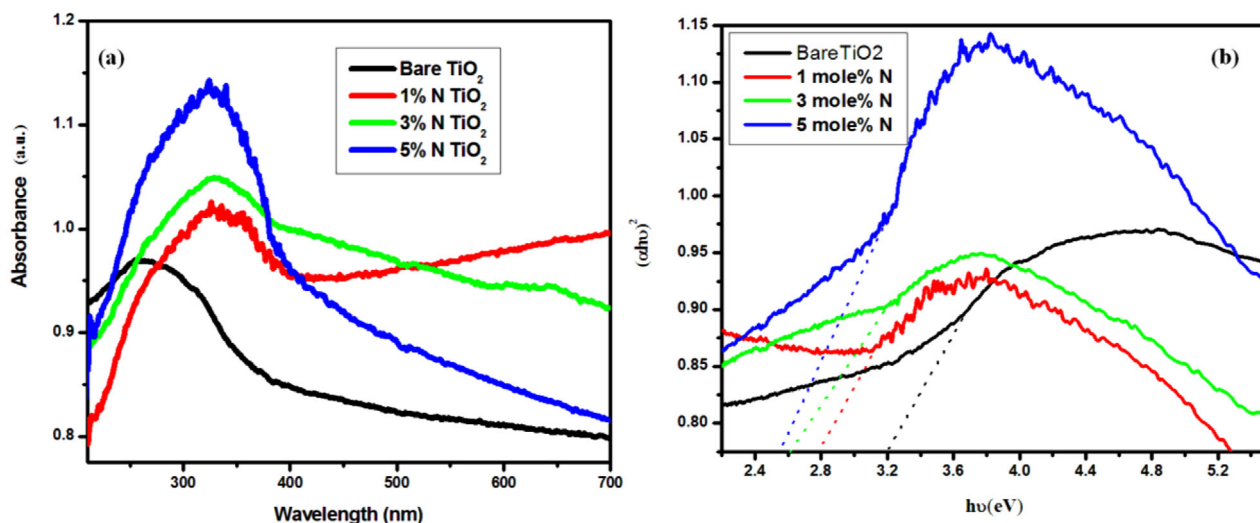 (a)
Bare TiO₂
1% N TiO₂
3% N TiO₂
5% N TiO₂
Absorbance (a.u.)
1.2
1.1
1.0
0.9
0.8
300 400 500 600 700
Wavelength (nm)
(b)
BareTiO2
1 mole% N
3 mole% N
5 mole% N
(αdhυ)²
1.15
1.10
1.05
1.00
0.95
0.90
0.85
0.80
2.4 2.8 3.2 3.6 4.0 4.4 4.8 5.2
hυ(eV)